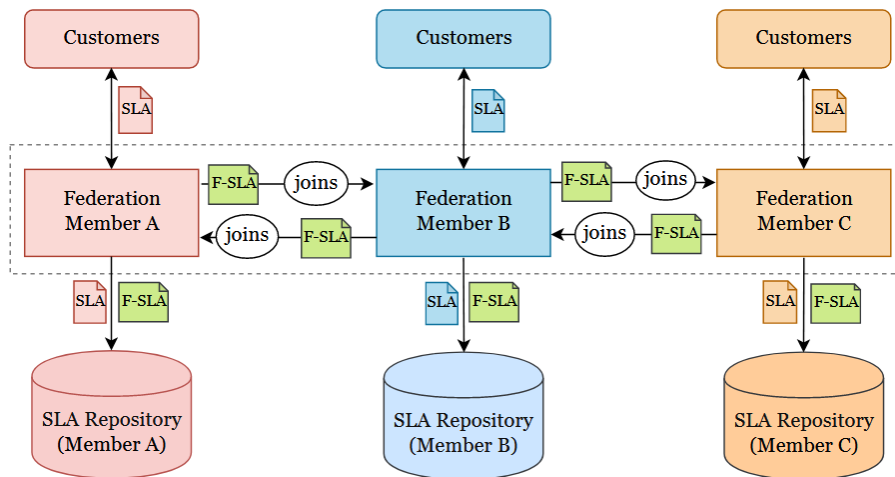 Customers
Customers
Customers
SLA
SLA
SLA
F-SLA
joins
F-SLA
joins
Federation
Member A
Federation
Member B
Federation
Member C
joins
F-SLA
joins
F-SLA
SLA
F-SLA
SLA
F-SLA
SLA
F-SLA
SLA Repository
(Member A)
SLA Repository
(Member B)
SLA Repository
(Member C)